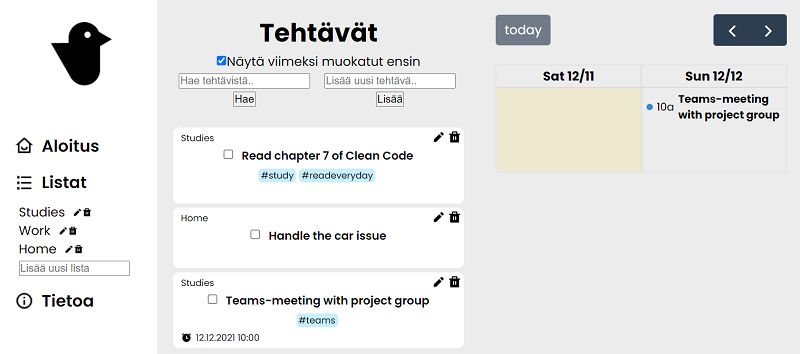 Aloitus
Listat
Studies
Work
Home
Lisää uusi lista
Tietoa
Tehtävät
Näytä viimeksi muokatut ensin
Hae tehtävistä..
Hae
Lisää uusi tehtävä..
Lisää
Studies
Read chapter 7 of Clean Code
#study #readeveryday
Home
Handle the car issue
Studies
Teams-meeting with project group
#teams
12.12.2021 10:00
today
Sat 12/11
Sun 12/12
10a Teams-meeting
with project group